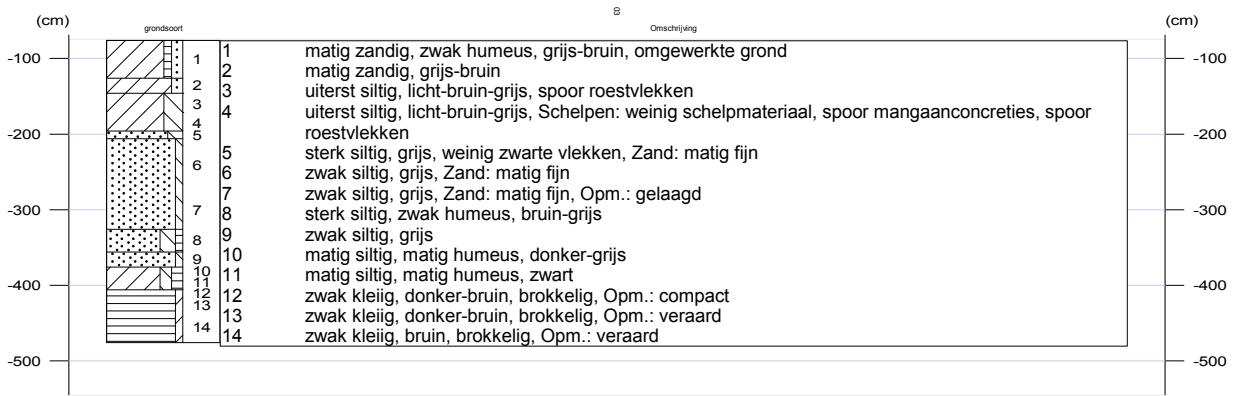 03
(cm)
grondsoort
Omschrijving
(cm)
-100
-200
-300
-400
-500
1
2
3
4
5
6
7
8
9
10
11
12
13
14
1 matig zandig, zwak humeus, grijs-bruin, omgewerkte grond
2 matig zandig, grijs-bruin
3 uiterst siltig, licht-bruin-grijs, spoor roestvlekken
4 uiterst siltig, licht-bruin-grijs, Schelpen: weinig schelpmateriaal, spoor mangaanconcreties, spoor
roestvlekken
5 sterk siltig, grijs, weinig zwarte vlekken, Zand: matig fijn
6 zwak siltig, grijs, Zand: matig fijn
7 zwak siltig, grijs, Zand: matig fijn, Opm.: gelaagd
8 sterk siltig, zwak humeus, bruin-grijs
9 zwak siltig, grijs
10 matig siltig, matig humeus, donker-grijs
11 matig siltig, matig humeus, zwart
12 zwak kleiig, donker-bruin, brokkelig, Opm.: compact
13 zwak kleiig, donker-bruin, brokkelig, Opm.: veraard
14 zwak kleiig, bruin, brokkelig, Opm.: veraard
-100
-200
-300
-400
-500